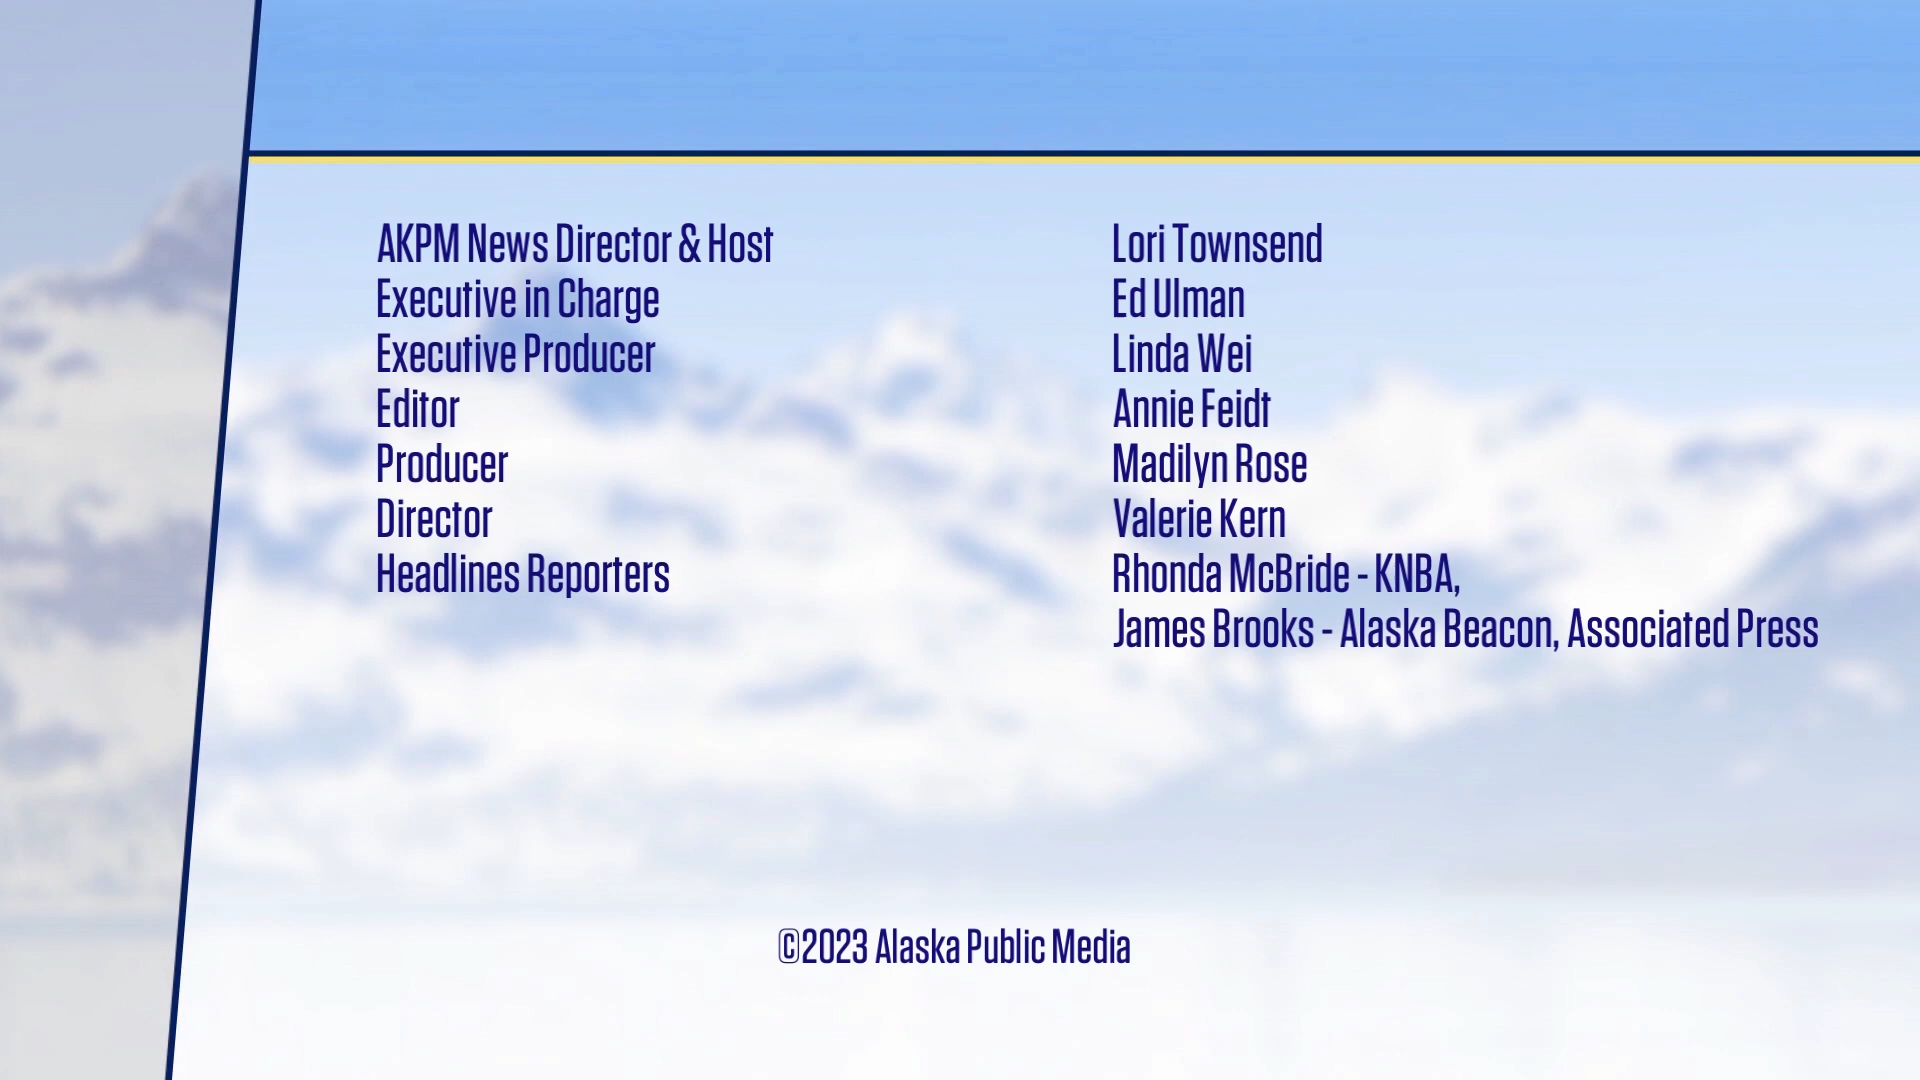 AKPM News Director & Host Lori Townsend
Executive in Charge Ed Ulman
Executive Producer Linda Wei
Editor Annie Feidt
Producer Madilyn Rose
Director Valerie Kern
Headlines Reporters Rhonda McBride - KNBA,
James Brooks - Alaska Beacon, Associated Press
©2023 Alaska Public Media